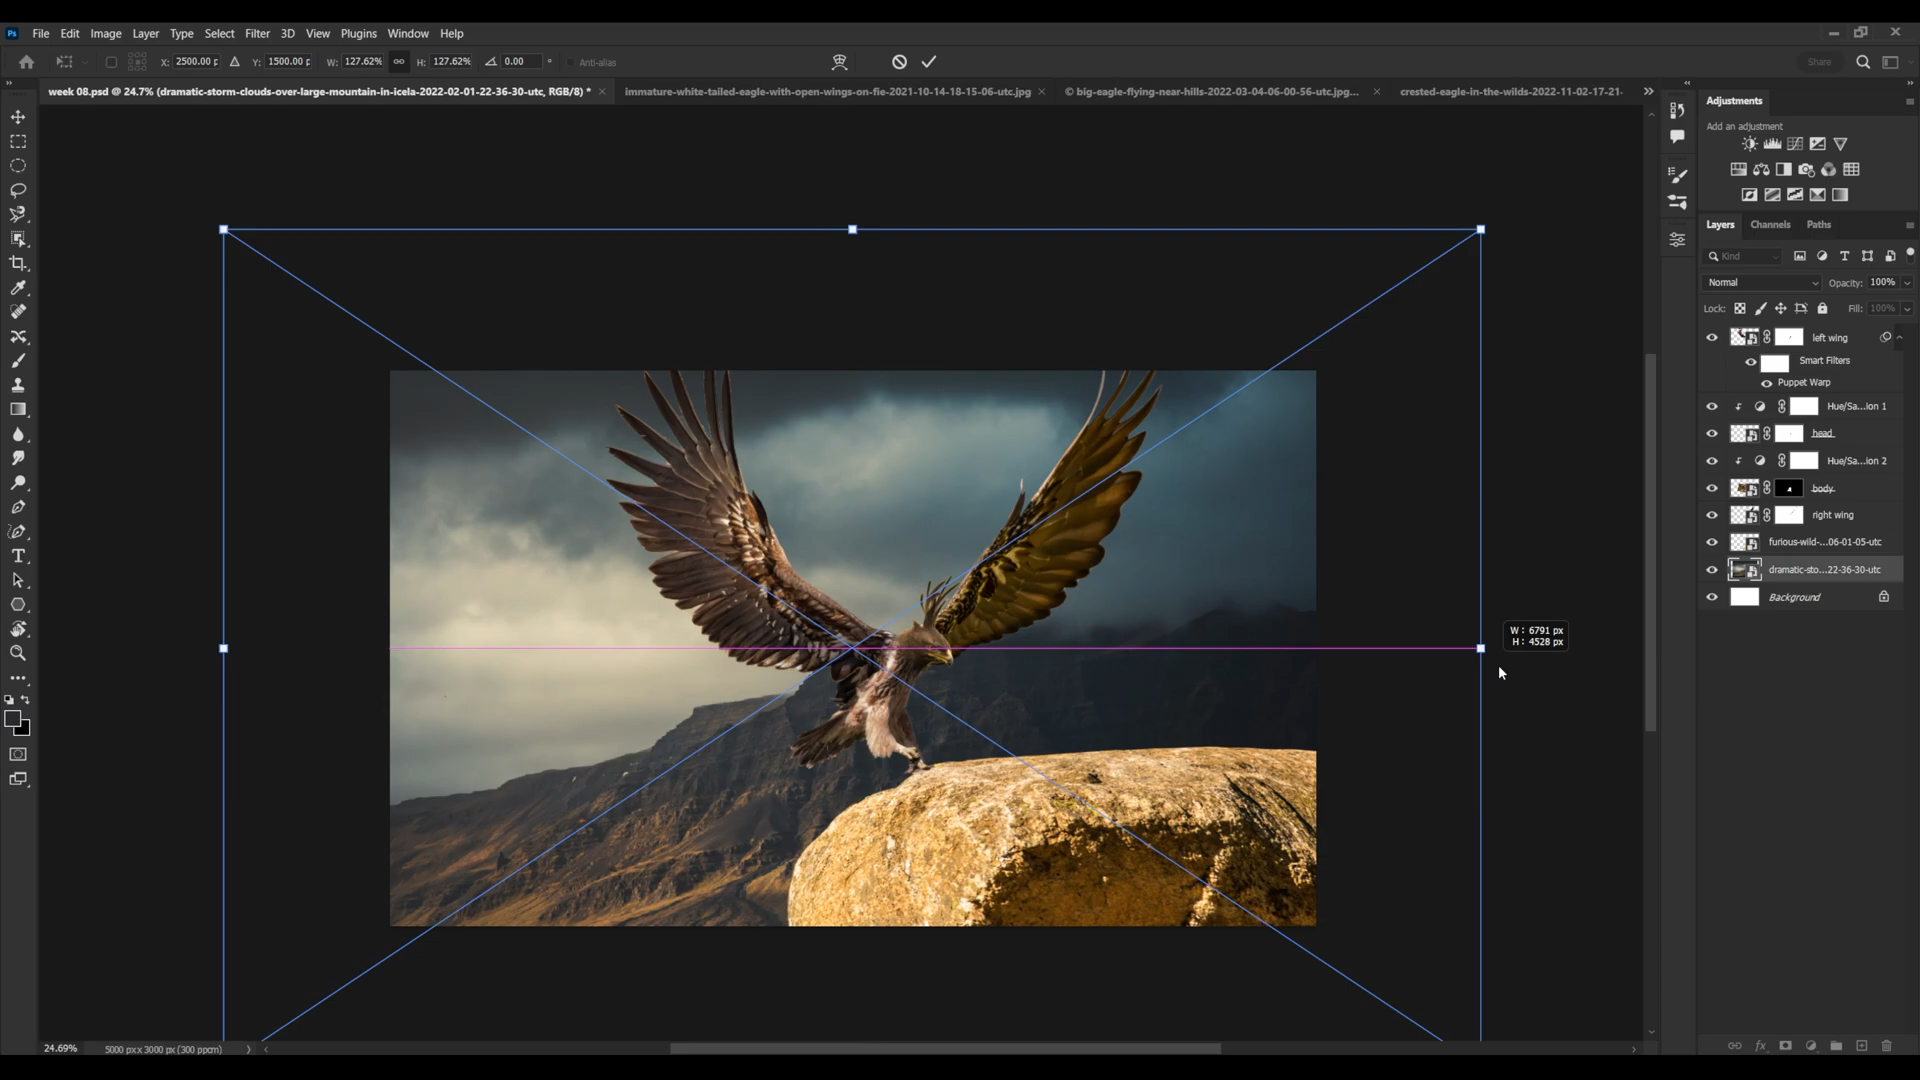 Ps File Edit Image Layer Type Select Filter 3D View Plugins Window Help
X: 2500.00 p Y: 1500.00 p W: 127.62% H: 127.62% 0.00 ° Anti-alias Share
week 08.psd @ 24.7% (dramatic-storm-clouds-over-large-mountain-in-icela-2022-02-01-22-36-30-utc, RGB/8) * immature-white-tailed-eagle-with-open-wings-on-fie-2021-10-14-18-15-06-utc.jpg © big-eagle-flying-near-hills-2022-03-04-06-00-56-utc.jpg... crested-eagle-in-the-wilds-2022-11-02-17-21-
Adjustments
Add an adjustment
Layers Channels Paths
Kind
Normal Opacity: 100%
Lock: Fill: 100%
left wing
Smart Filters
Puppet Warp
Hue/Sa...ion 1
head
Hue/Sa...ion 2
body
right wing
furious-wild-...06-01-05-utc
dramatic-sto...22-36-30-utc
Background
W: 6791 px
H: 4528 px
24.69% 5000 px x 3000 px (300 ppcm)